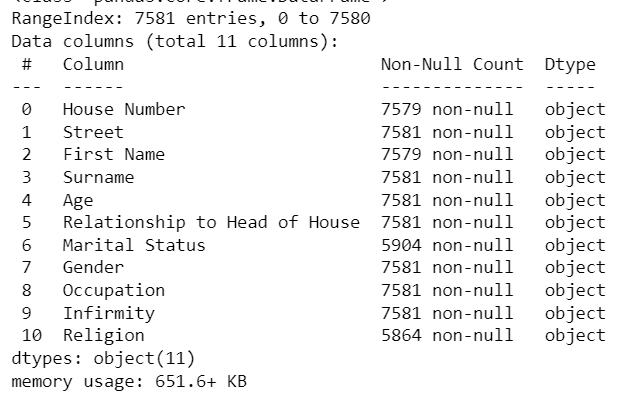 RangeIndex: 7581 entries, 0 to 7580
Data columns (total 11 columns):
 #   Column                        Non-Null Count  Dtype
---  ------                        --------------  -----
 0   House Number                  7579 non-null   object
 1   Street                        7581 non-null   object
 2   First Name                    7579 non-null   object
 3   Surname                       7581 non-null   object
 4   Age                           7581 non-null   object
 5   Relationship to Head of House  7581 non-null   object
 6   Marital Status                5904 non-null   object
 7   Gender                        7581 non-null   object
 8   Occupation                    7581 non-null   object
 9   Infirmity                     7581 non-null   object
 10  Religion                      5864 non-null   object
dtypes: object(11)
memory usage: 651.6+ KB